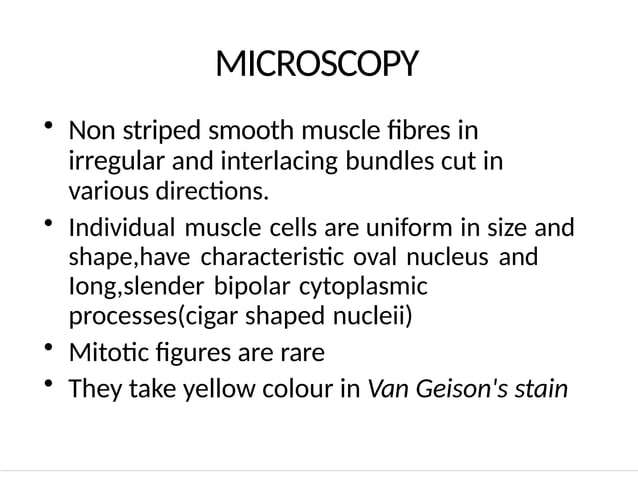 MICROSCOPY
• Non striped smooth muscle fibres in
irregular and interlacing bundles cut in
various directions.
• Individual muscle cells are uniform in size and
shape,have characteristic oval nucleus and
Iong,slender bipolar cytoplasmic
processes(cigar shaped nucleii)
• Mitotic figures are rare
• They take yellow colour in Van Geison's stain